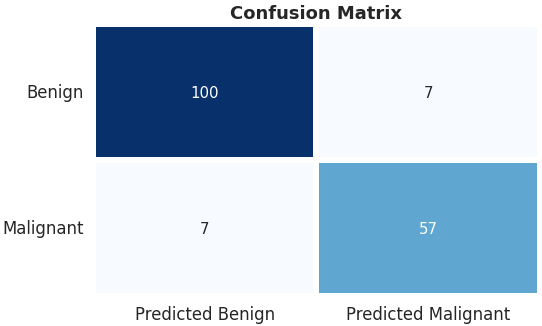 Confusion Matrix
Benign 100 7
Malignant 7 57
Predicted Benign Predicted Malignant